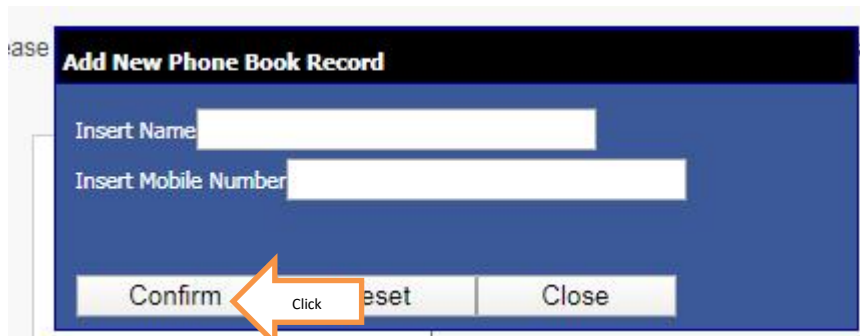 ease
Add New Phone Book Record
Insert Name
Insert Mobile Number
Confirm Click eset Close